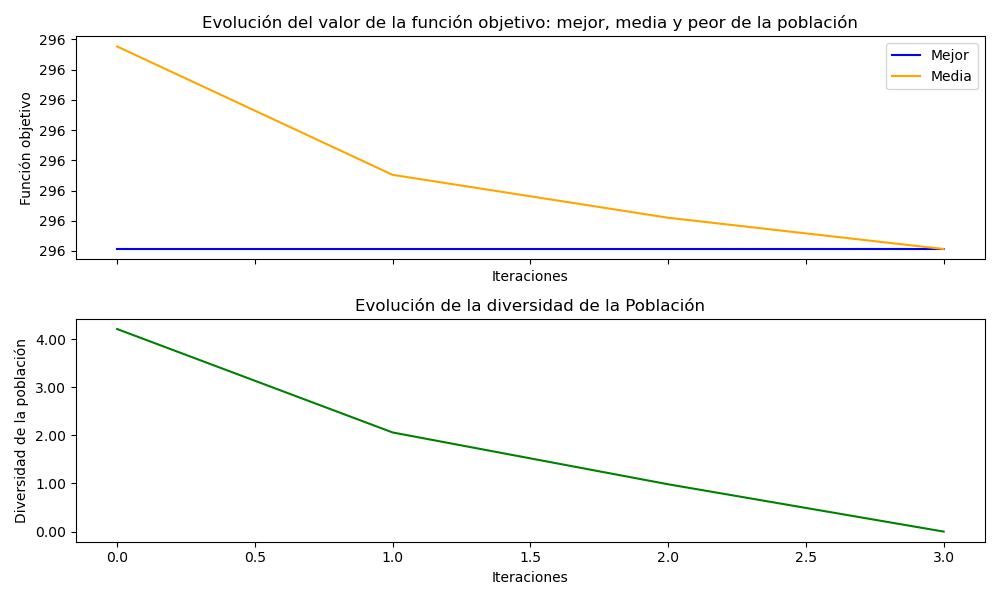 Evolución del valor de la función objetivo: mejor, media y peor de la población
296
296
296
296
296
296
296
296
Función objetivo
Mejor
Media
Iteraciones
Evolución de la diversidad de la Población
4.00
3.00
2.00
1.00
0.00
Diversidad de la población
0.0 0.5 1.0 1.5 2.0 2.5 3.0
Iteraciones